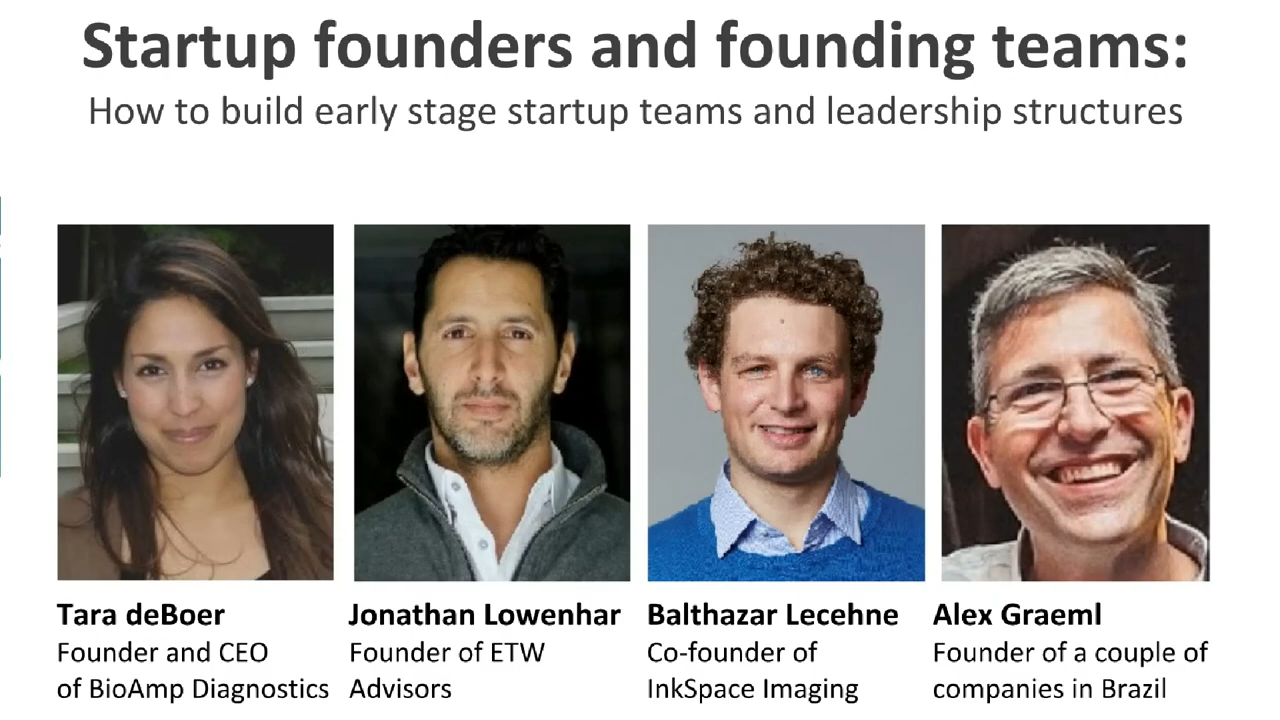 Startup founders and founding teams:
How to build early stage startup teams and leadership structures
Tara deBoer
Founder and CEO
of BioAmp Diagnostics
Jonathan Lowenhar
Founder of ETW
Advisors
Balthazar Lecehne
Co-founder of
InkSpace Imaging
Alex Graeml
Founder of a couple of
companies in Brazil